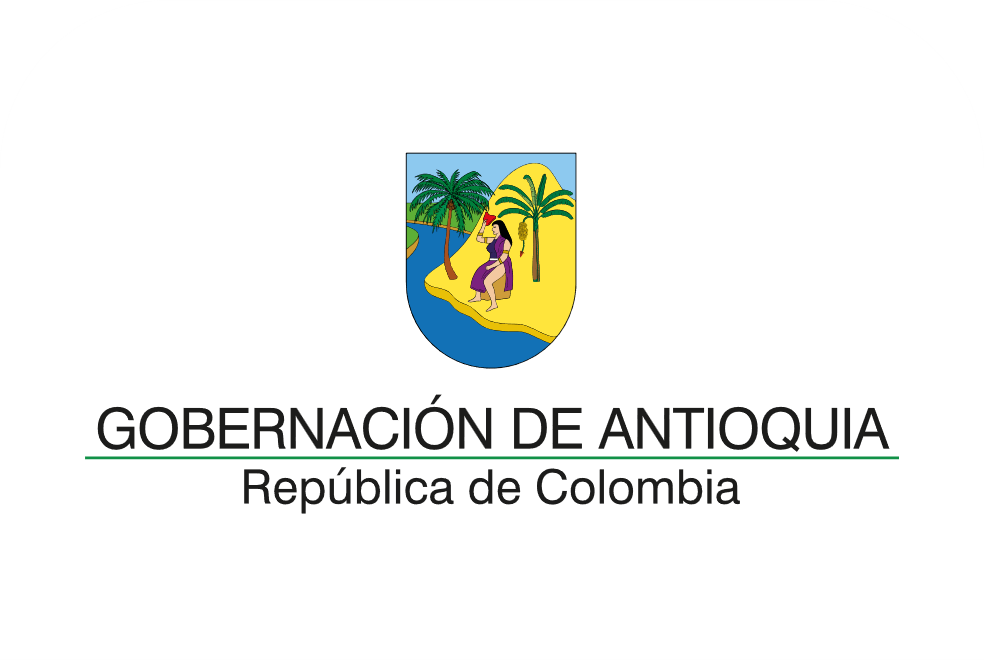 GOBERNACIÓN DE ANTIOQUIA
República de Colombia